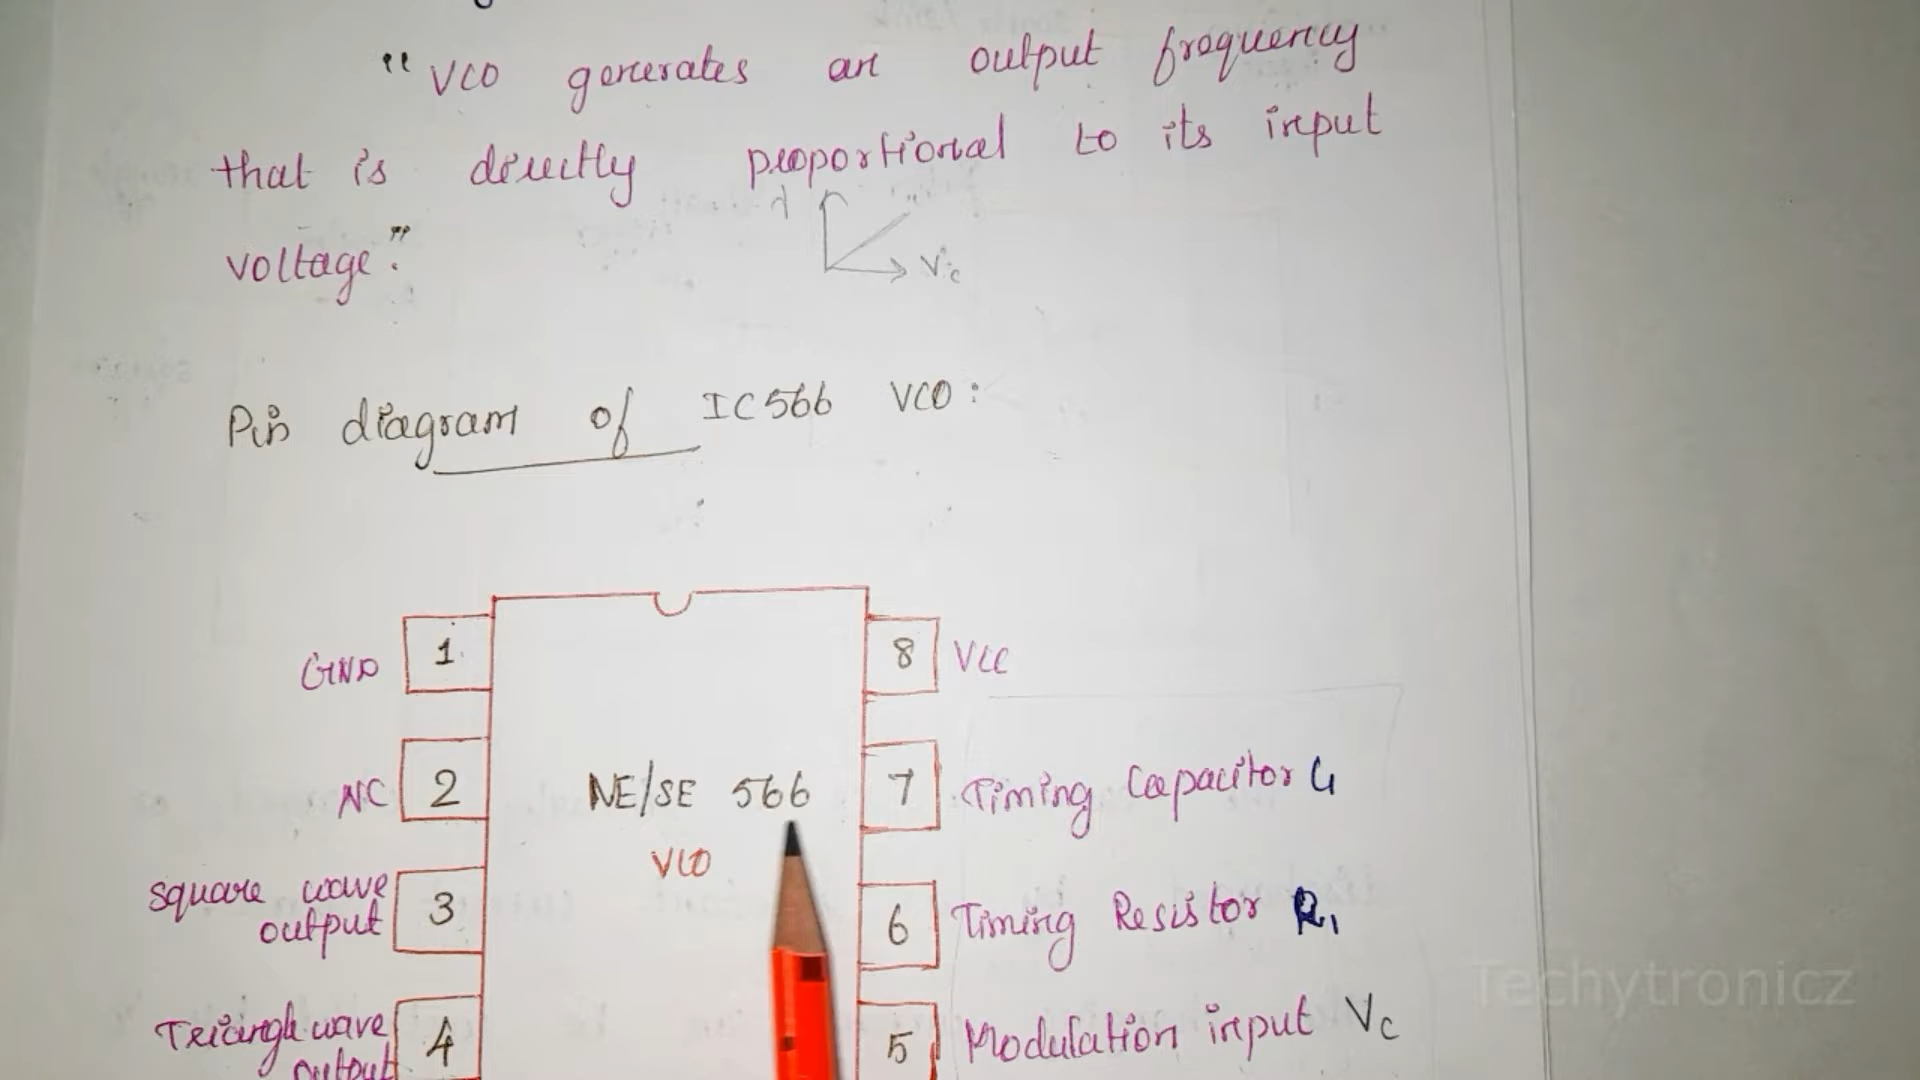 "VCO generates an output frequency
that is directly proportional to its input
voltage."
Vc
Pin diagram of IC566 VCO:
GND 1
8 VCC
NC 2
NE/SE 566
VCO
7 Timing Capacitor C1
square wave
output 3
6 Timing Resistor R1
Triangle wave
output 4
5 Modulation input Vc
Techytronicz